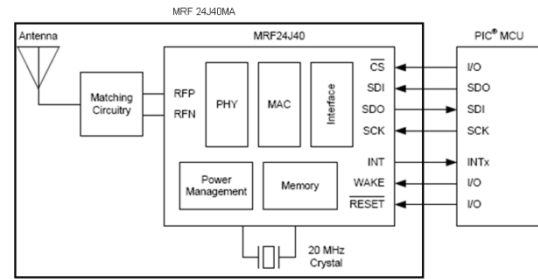 MRF 24J40MA
Antenna
MRF24J40
PIC® MCU
Matching
Circuitry
RFP
RFN
PHY
MAC
Interface
CS
SDI
SDO
SCK
INT
WAKE
RESET
I/O
SDO
SDI
SCK
INTx
I/O
I/O
Power
Management
Memory
20 MHz
Crystal